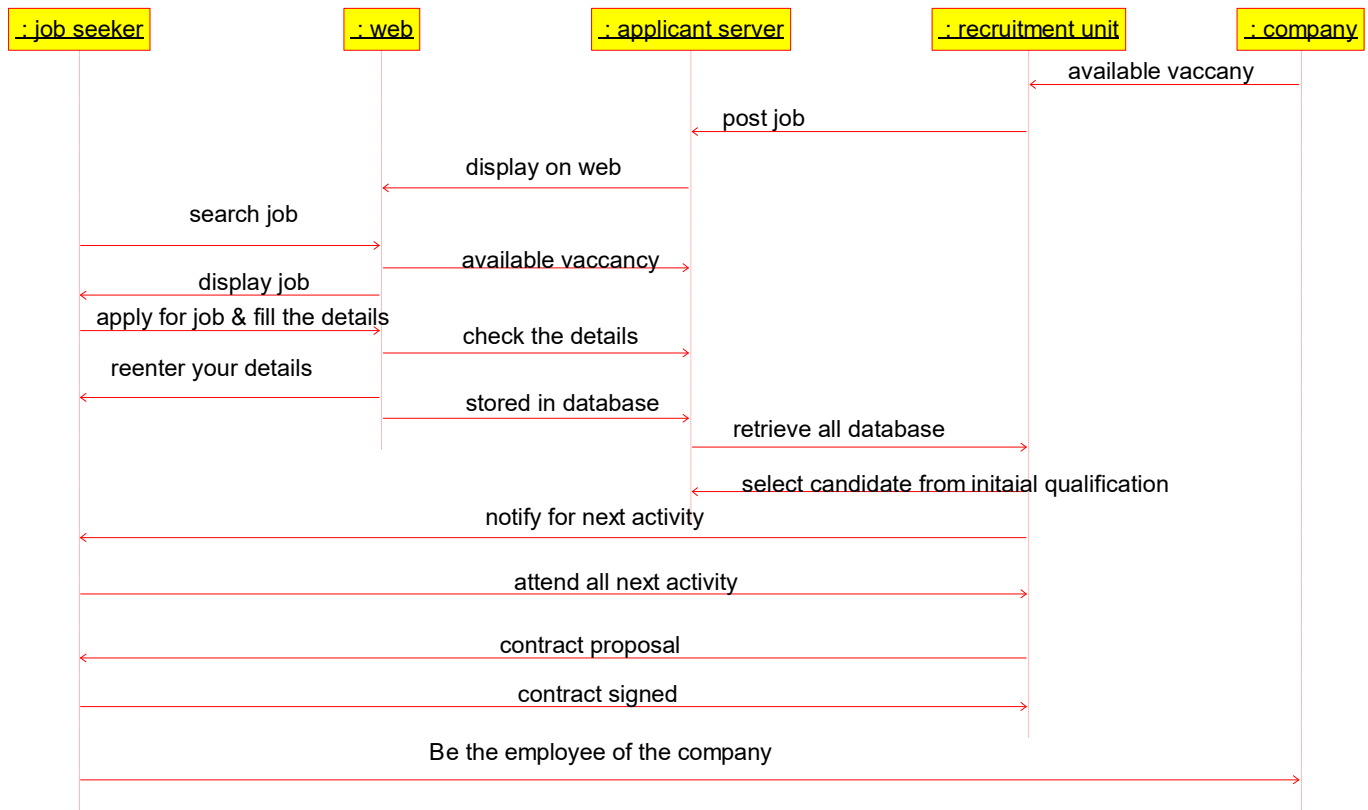 : job seeker
: web
: applicant server
: recruitment unit
: company
available vaccany
post job
display on web
search job
available vaccancy
display job
apply for job & fill the details
check the details
reenter your details
stored in database
retrieve all database
select candidate from initaial qualification
notify for next activity
attend all next activity
contract proposal
contract signed
Be the employee of the company